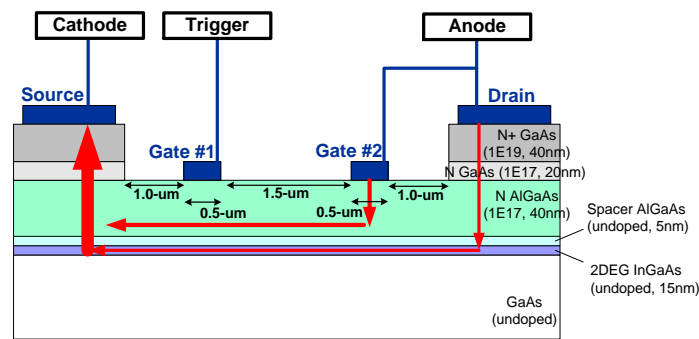 Cathode
Trigger
Anode
Source
Drain
Gate #1
Gate #2
N+ GaAs
(1E19, 40nm)
N GaAs (1E17, 20nm)
1.0-um
1.5-um
1.0-um
0.5-um
0.5-um
N AlGaAs
(1E17, 40nm)
Spacer AlGaAs
(undoped, 5nm)
2DEG InGaAs
(undoped, 15nm)
GaAs
(undoped)